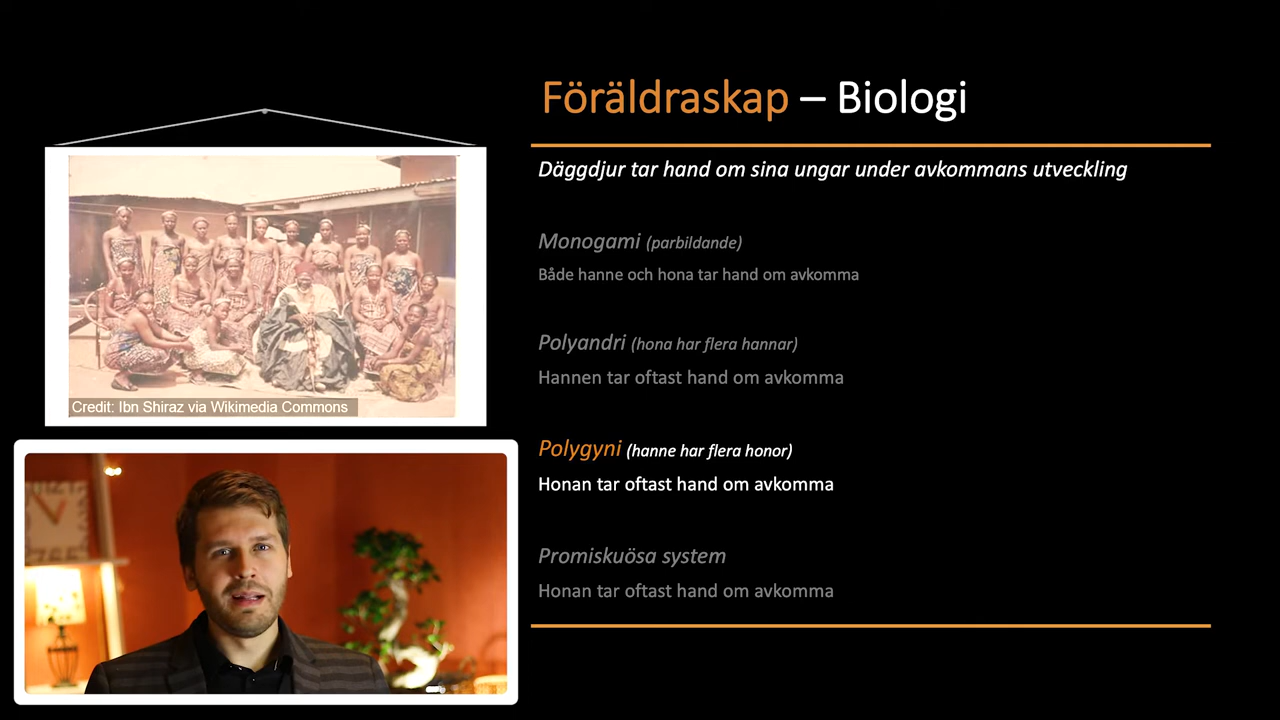 Föräldraskap – Biologi
Däggdjur tar hand om sina ungar under avkommans utveckling
Monogami (parbildande)
Både hanne och hona tar hand om avkomma
Polyandri (hona har flera hannar)
Hannen tar oftast hand om avkomma
Polygyni (hanne har flera honor)
Honan tar oftast hand om avkomma
Promiskuösa system
Honan tar oftast hand om avkomma
Credit: Ibn Shiraz via Wikimedia Commons